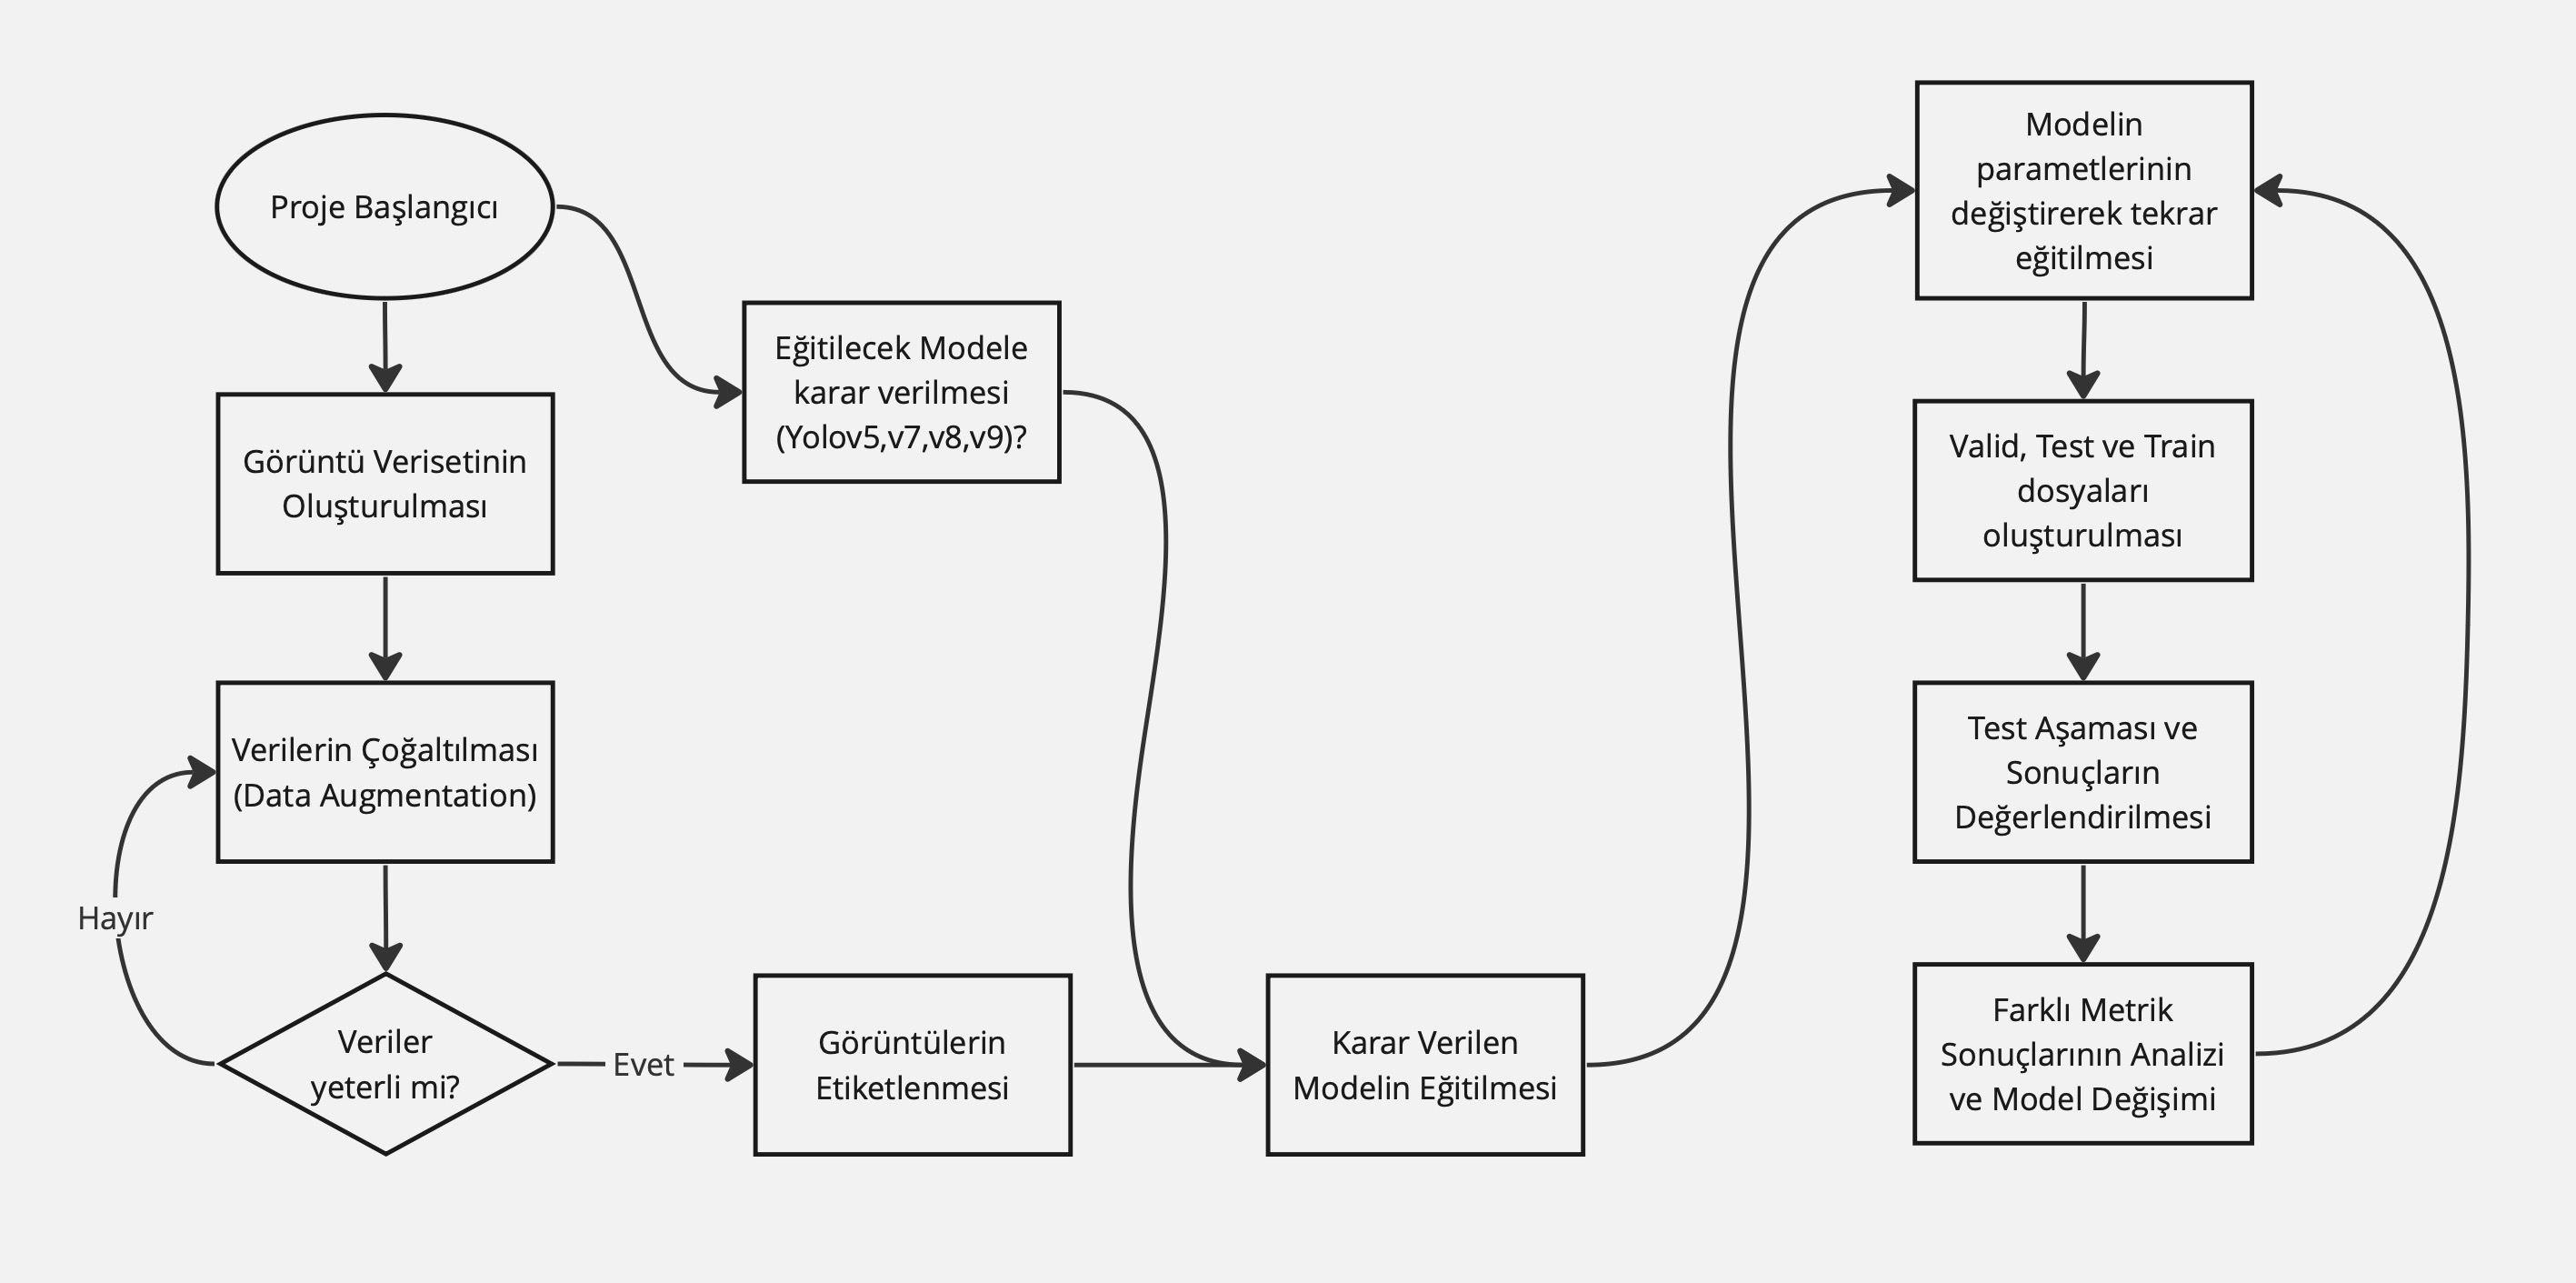 Proje Başlangıcı
Görüntü Verisetinin
Oluşturulması
Verilerin Çoğaltılması
(Data Augmentation)
Hayır
Veriler
yeterli mi?
Evet
Eğitilecek Modele
karar verilmesi
(Yolov5,v7,v8,v9)?
Görüntülerin
Etiketlenmesi
Karar Verilen
Modelin Eğitilmesi
Modelin
parametlerinin
değiştirerek tekrar
eğitilmesi
Valid, Test ve Train
dosyaları
oluşturulması
Test Aşaması ve
Sonuçların
Değerlendirilmesi
Farklı Metrik
Sonuçlarının Analizi
ve Model Değişimi